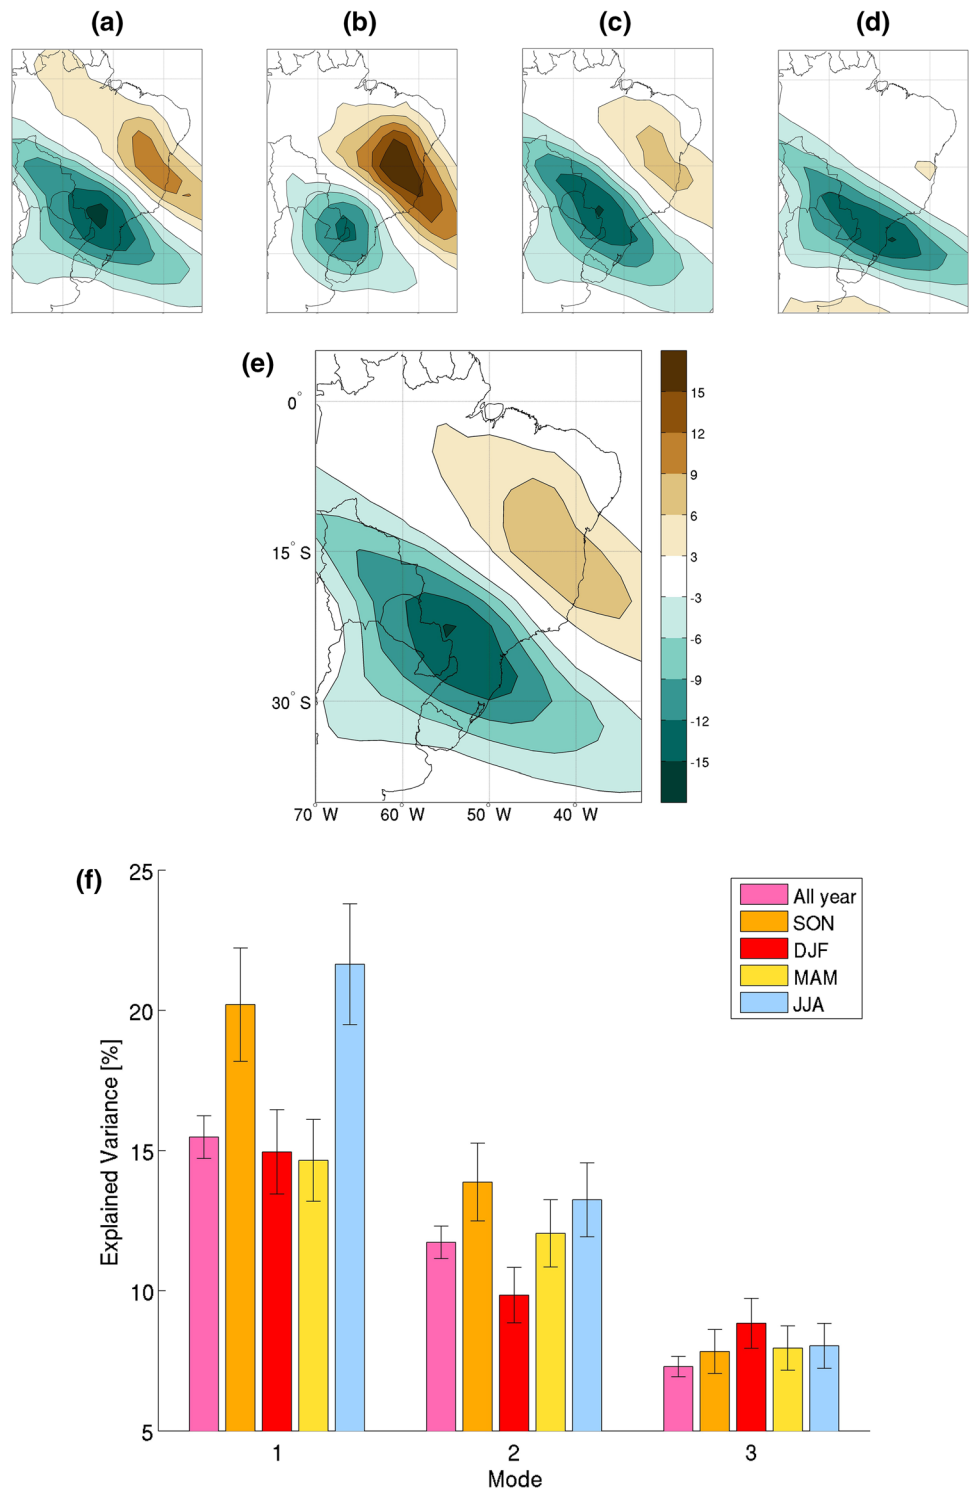 (a) (b) (c) (d)
(e)
0°
15° S
30° S
70° W 60° W 50° W 40° W
15
12
9
6
3
-3
-6
-9
-12
-15
(f)
25
20
15
10
5
Explained Variance [%]
All year
SON
DJF
MAM
JJA
1 2 3
Mode